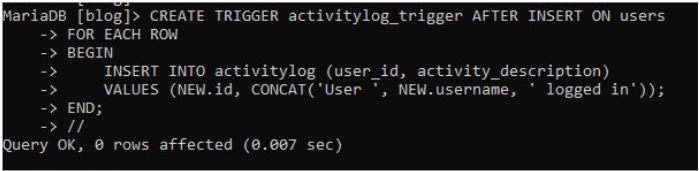 MariaDB [blog]> CREATE TRIGGER activitylog_trigger AFTER INSERT ON users
    -> FOR EACH ROW
    -> BEGIN
    ->     INSERT INTO activitylog (user_id, activity_description)
    ->     VALUES (NEW.id, CONCAT('User ', NEW.username, ' logged in'));
    -> END;
    -> //
Query OK, 0 rows affected (0.007 sec)